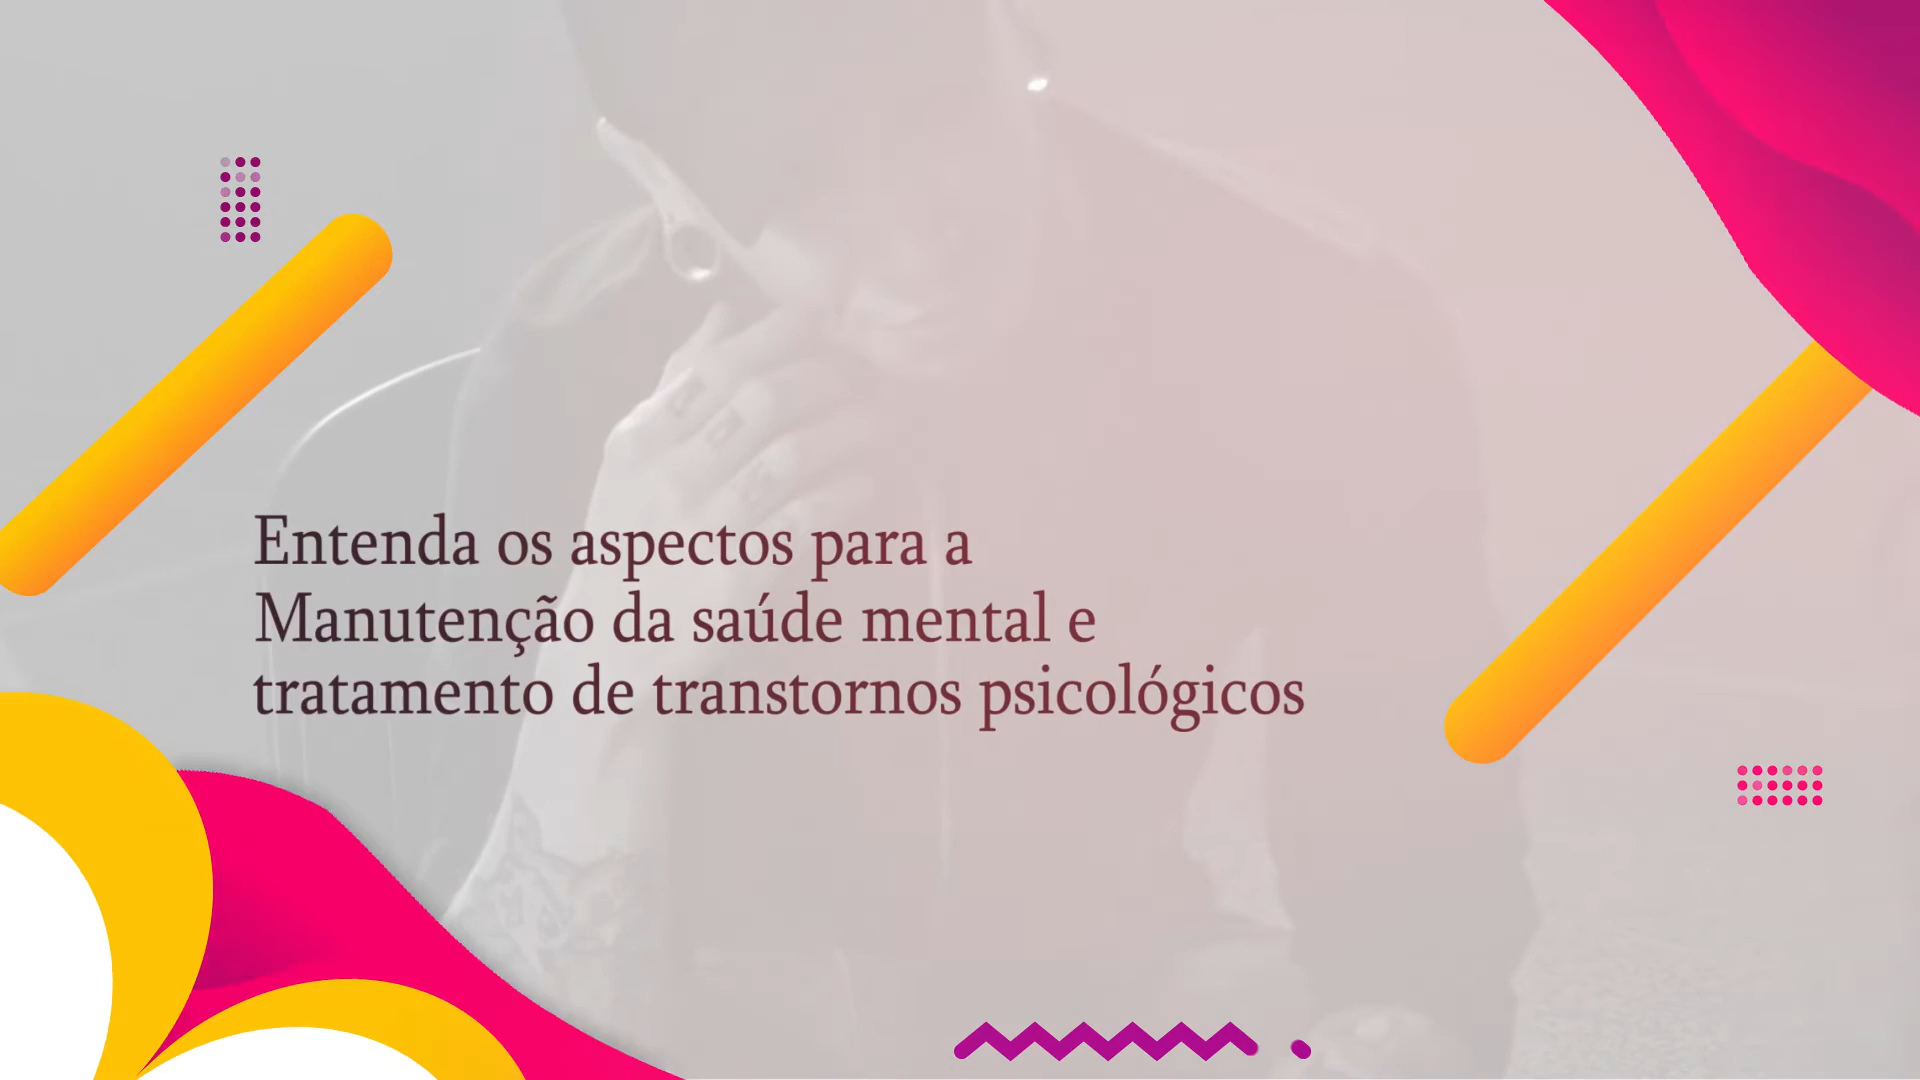 Entenda os aspectos para a
Manutenção da saúde mental e
tratamento de transtornos psicológicos